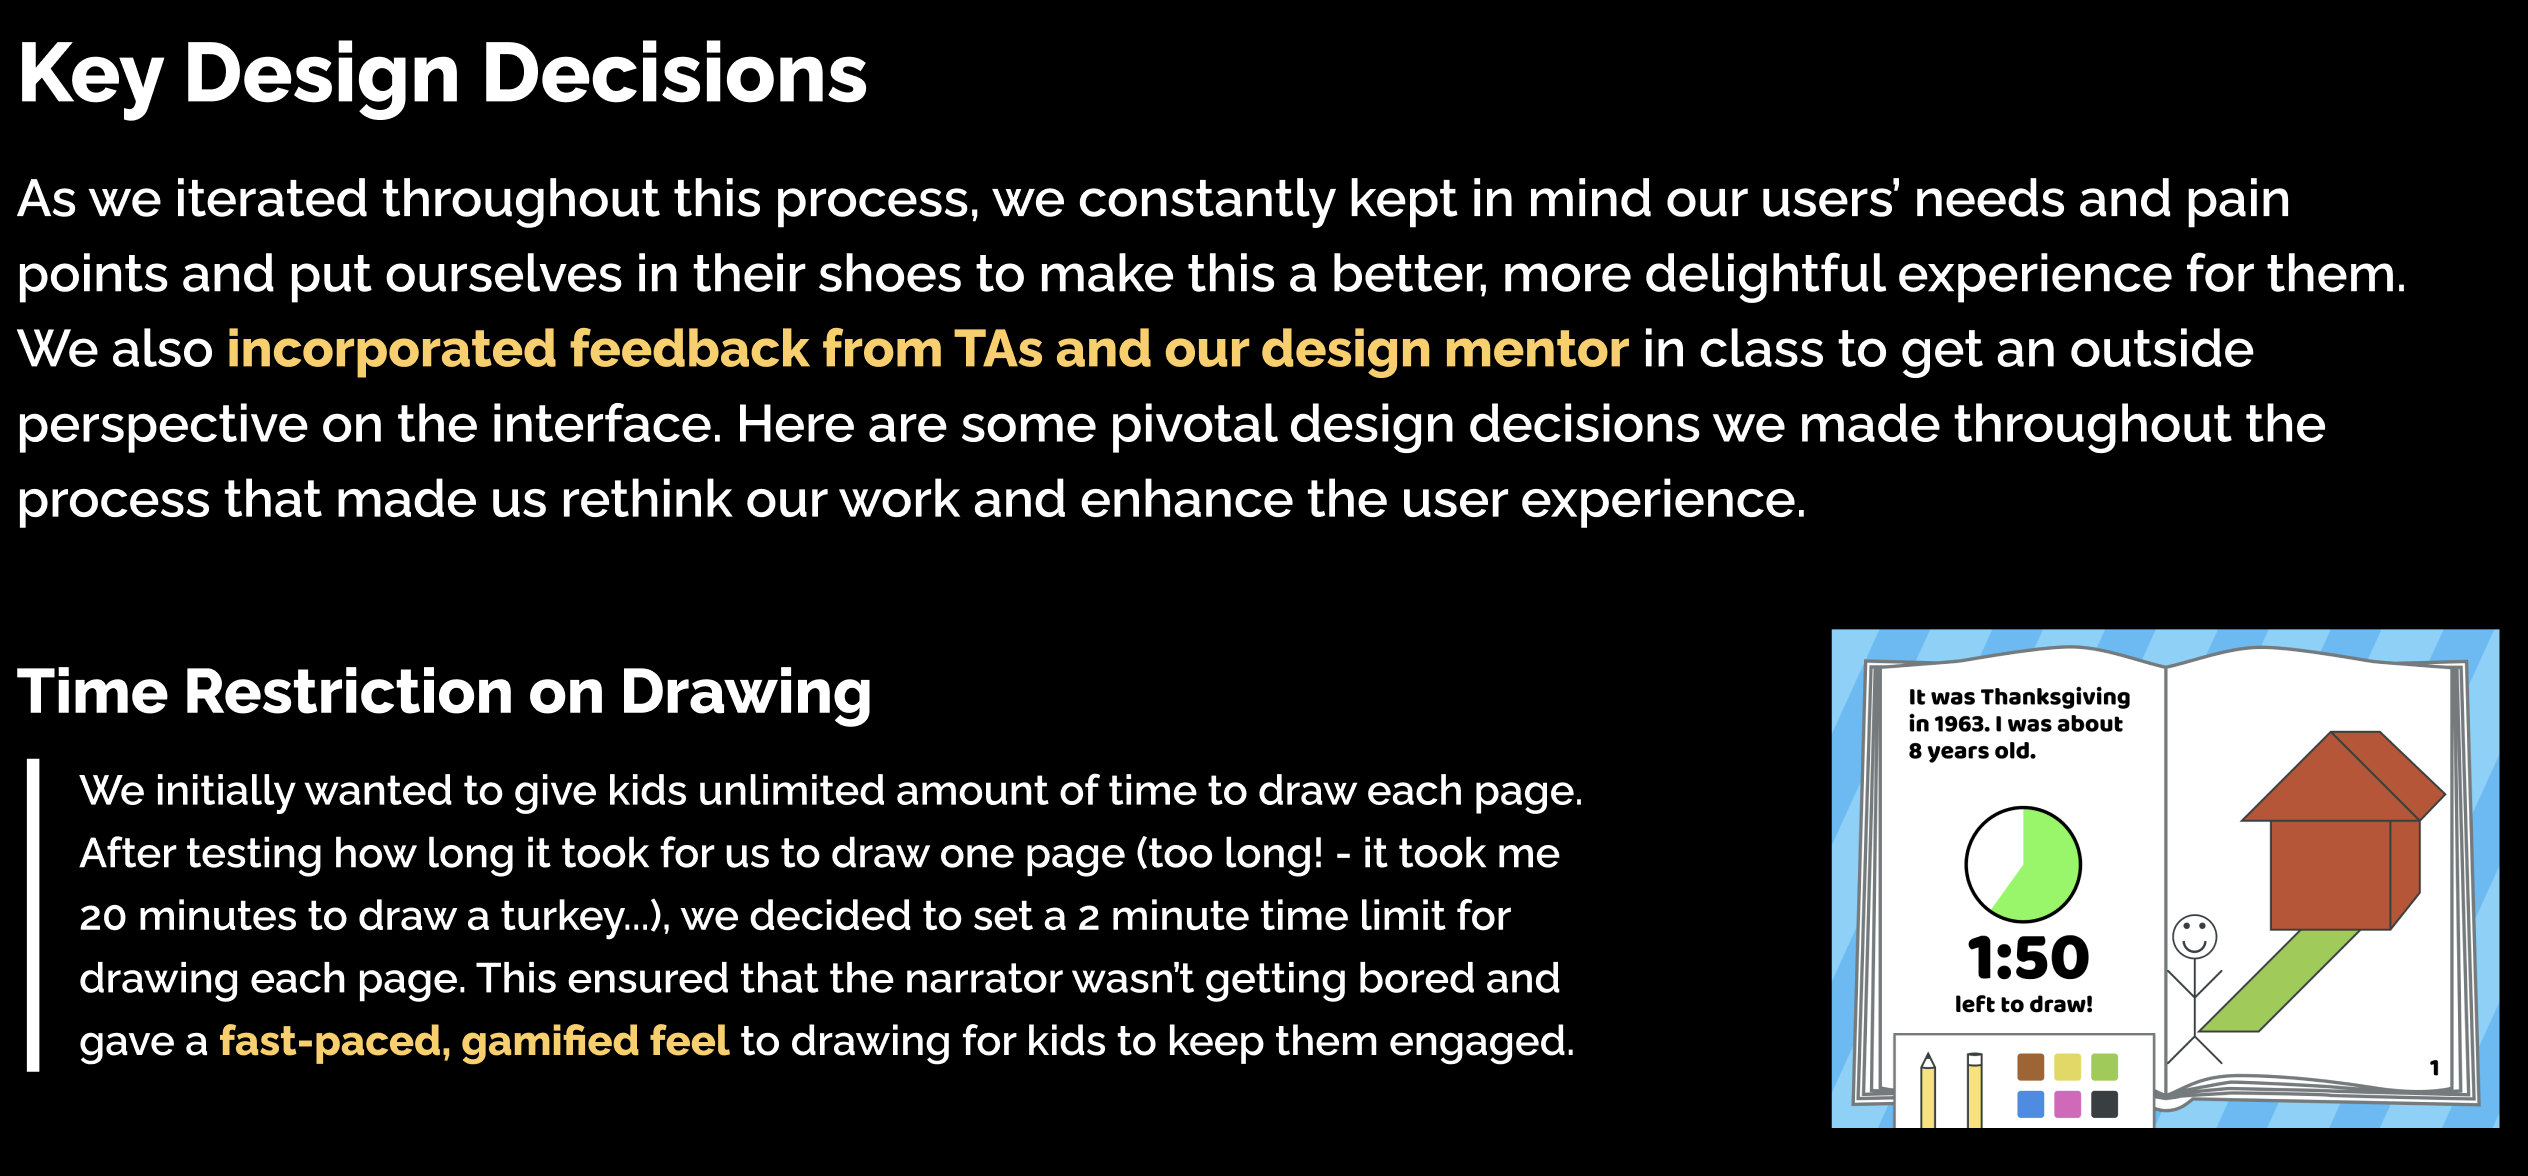 Key Design Decisions
As we iterated throughout this process, we constantly kept in mind our users’ needs and pain
points and put ourselves in their shoes to make this a better, more delightful experience for them.
We also incorporated feedback from TAs and our design mentor in class to get an outside
perspective on the interface. Here are some pivotal design decisions we made throughout the
process that made us rethink our work and enhance the user experience.
Time Restriction on Drawing
We initially wanted to give kids unlimited amount of time to draw each page.
After testing how long it took for us to draw one page (too long! - it took me
20 minutes to draw a turkey...), we decided to set a 2 minute time limit for
drawing each page. This ensured that the narrator wasn’t getting bored and
gave a fast-paced, gamified feel to drawing for kids to keep them engaged.
It was Thanksgiving
in 1963. I was about
8 years old.
1:50
left to draw!
1